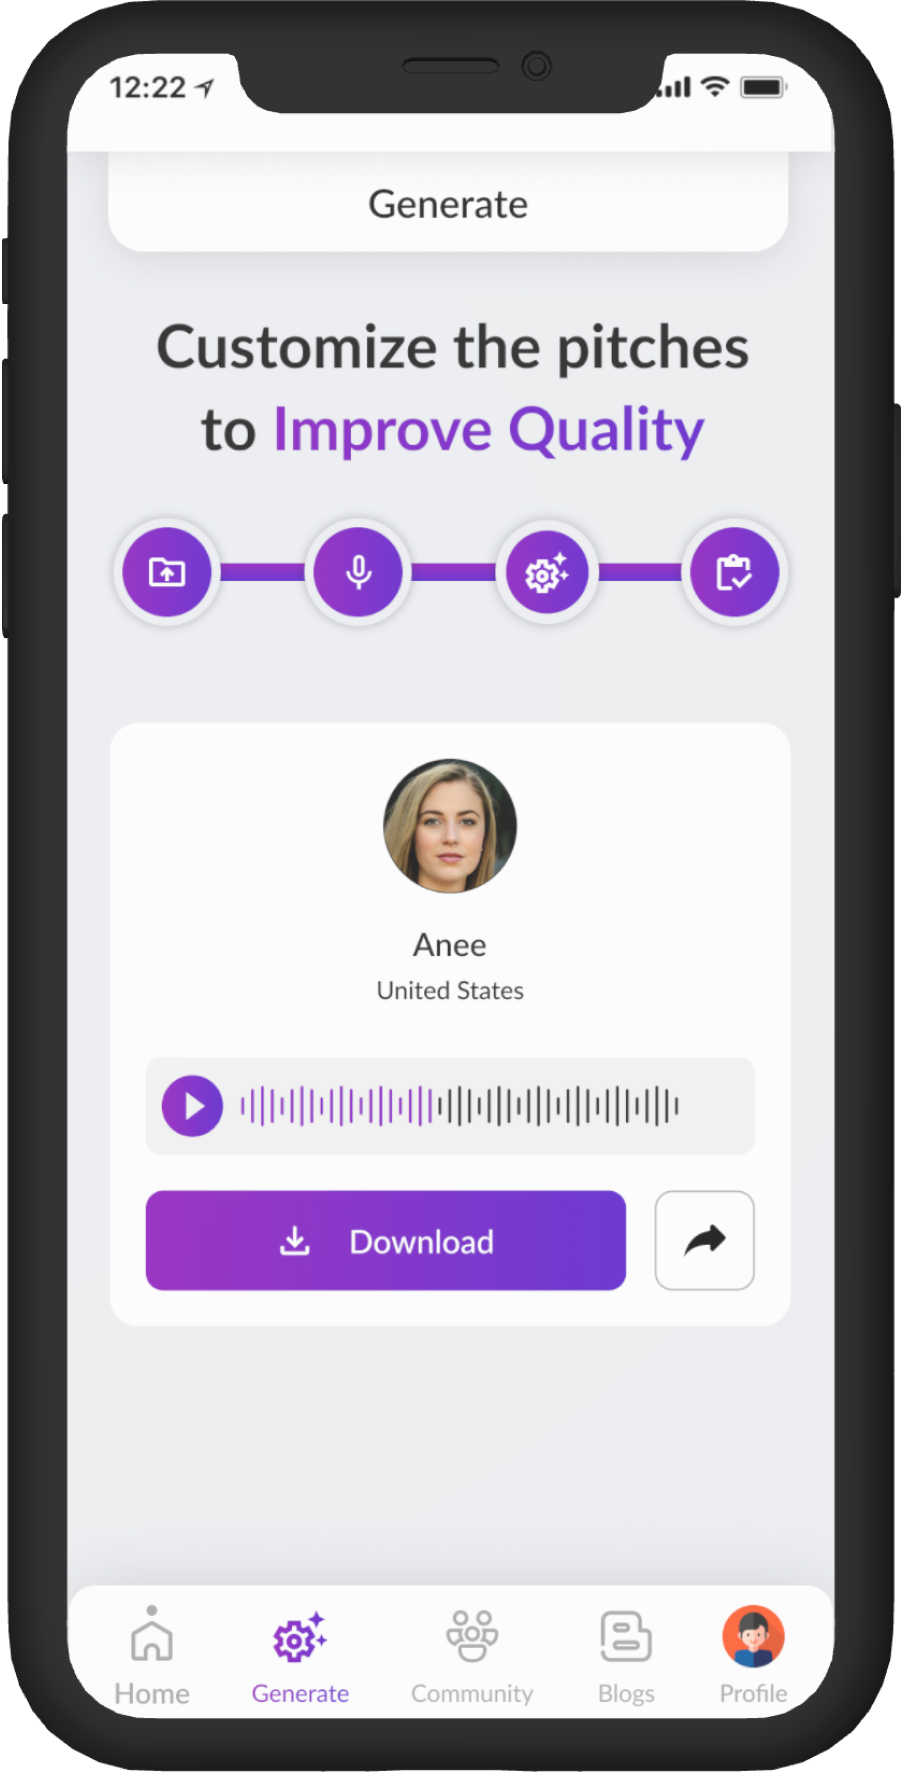 12:22
Generate
Customize the pitches
to Improve Quality
Anee
United States
Download
Home
Generate
Community
Blogs
Profile